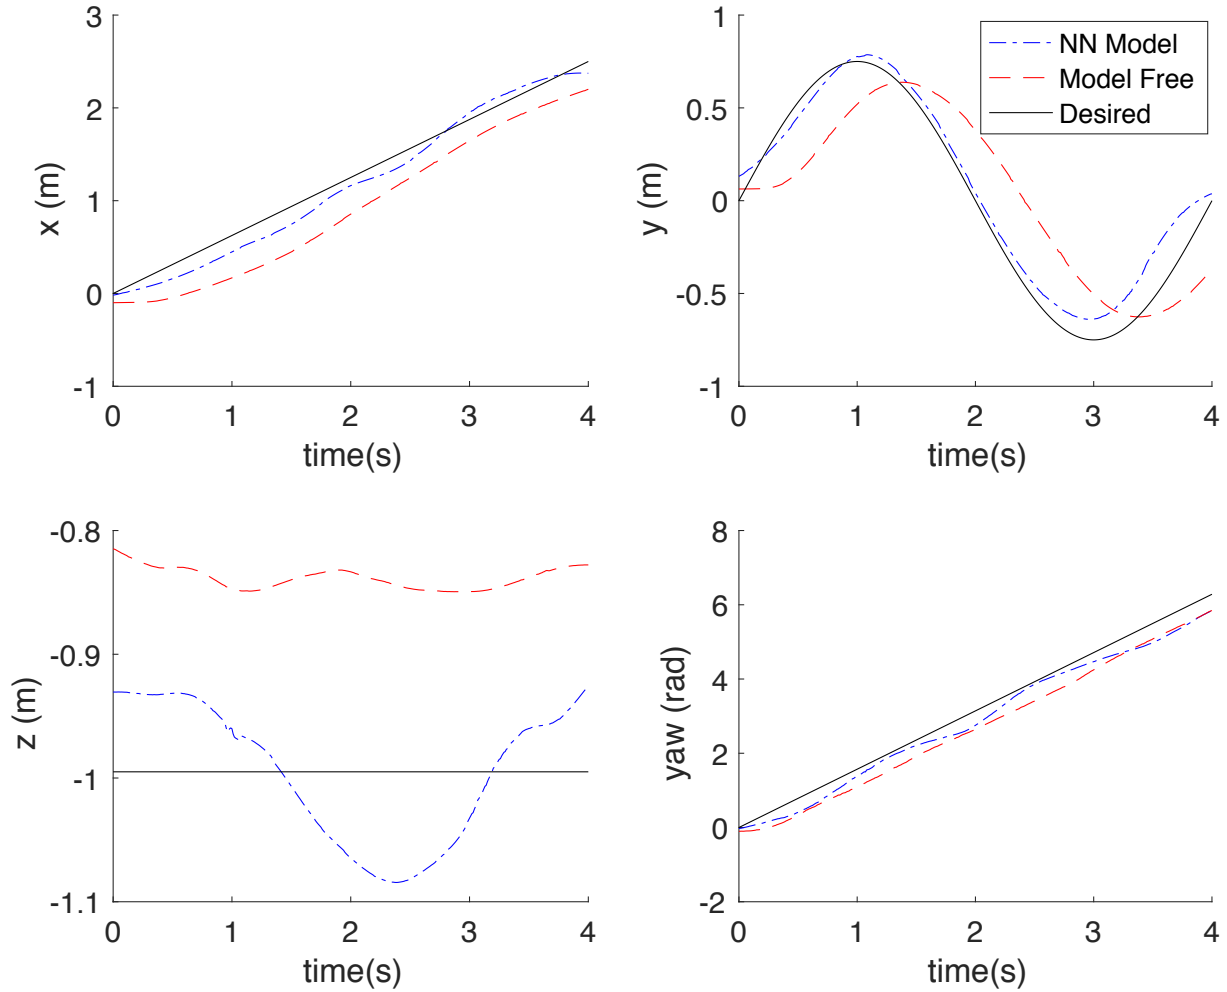 3
2
1
0
-1
x (m)
0 1 2 3 4
time(s)
1
0.5
0
-0.5
-1
y (m)
0 1 2 3 4
time(s)
NN Model
Model Free
Desired
-0.8
-0.9
-1
-1.1
z (m)
0 1 2 3 4
time(s)
8
6
4
2
0
-2
yaw (rad)
0 1 2 3 4
time(s)